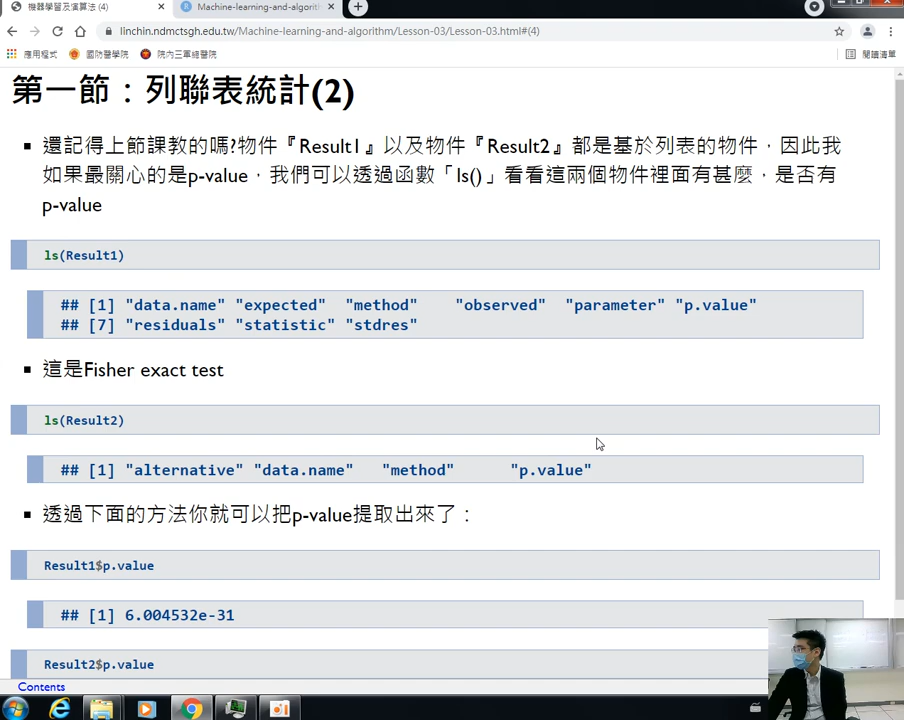 機器學習及演算法 (4)
Machine-learning-and-algorith
linchin.ndmctsgh.edu.tw/Machine-learning-and-algorithm/Lesson-03/Lesson-03.html#(4)
應用程式 國防醫學院 院內三軍總醫院 閱讀清單
第一節：列聯表統計(2)
還記得上節課教的嗎?物件『Result1』以及物件『Result2』都是基於列表的物件，因此我
如果最關心的是p-value，我們可以透過函數「ls()」看看這兩個物件裡面有甚麼，是否有
p-value
ls(Result1)
## [1] "data.name" "expected" "method" "observed" "parameter" "p.value"
## [7] "residuals" "statistic" "stdres"
這是Fisher exact test
ls(Result2)
## [1] "alternative" "data.name" "method" "p.value"
透過下面的方法你就可以把p-value提取出來了：
Result1$p.value
## [1] 6.004532e-31
Result2$p.value
Contents